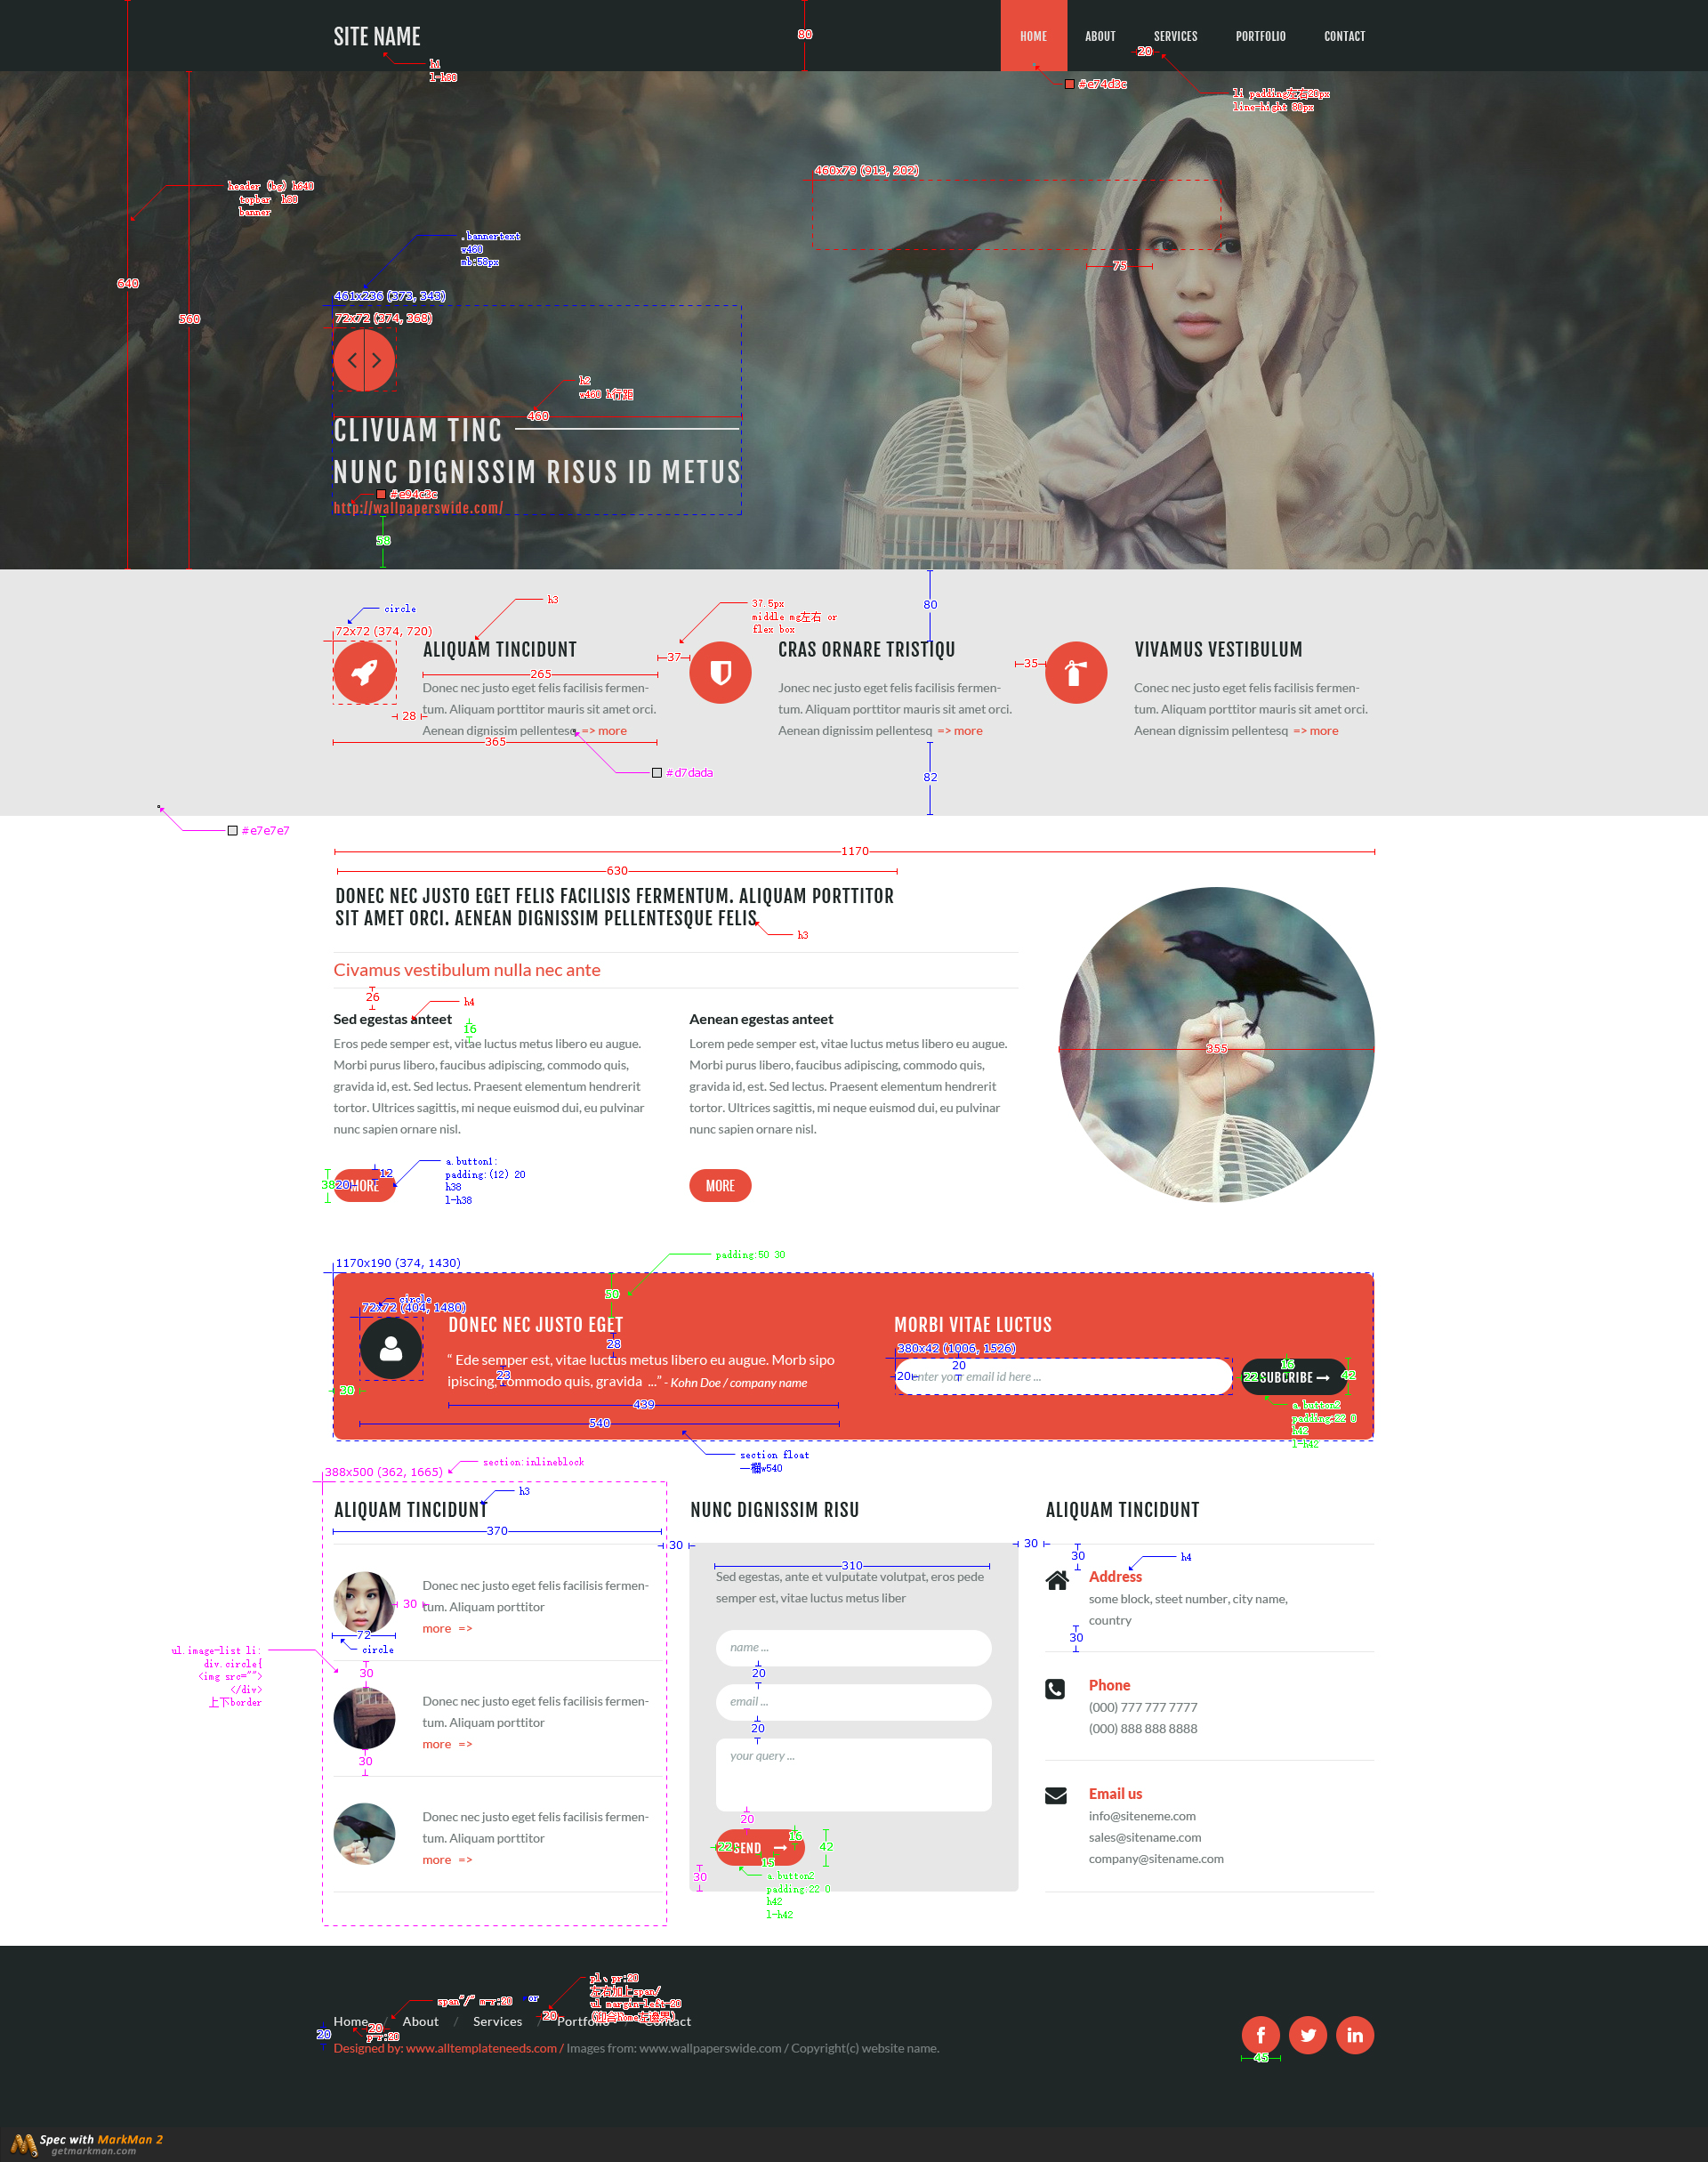 SITE NAME
80
HOME
ABOUT
SERVICES
PORTFOLIO
CONTACT
20
h1
l-h80
#e74d3c
li padding左右20px
line-hight 80px
460x79 (913, 202)
header (bg) h640
topbar h80
banner
.bannertext
w460
mb:58px
75
640
560
461x236 (373, 343)
72x72 (374, 368)
h2
w460 h行距
460
CLIVUAM TINC
NUNC DIGNISSIM RISUS ID METUS
#e94c3c
http://wallpaperswide.com/
58
circle
h3
37.5px
middle mg左右 or
flex box
80
72x72 (374, 720)
ALIQUAM TINCIDUNT
37
CRAS ORNARE TRISTIQU
35
VIVAMUS VESTIBULUM
265
Donec nec justo eget felis facilisis fermen-
tum. Aliquam porttitor mauris sit amet orci.
Aenean dignissim pellentesq => more
Jonec nec justo eget felis facilisis fermen-
tum. Aliquam porttitor mauris sit amet orci.
Aenean dignissim pellentesq => more
Conec nec justo eget felis facilisis fermen-
tum. Aliquam porttitor mauris sit amet orci.
Aenean dignissim pellentesq => more
28
365
#d7dada
82
#e7e7e7
1170
630
DONEC NEC JUSTO EGET FELIS FACILISIS FERMENTUM. ALIQUAM PORTTITOR
SIT AMET ORCI. AENEAN DIGNISSIM PELLENTESQUE FELIS
h3
Civamus vestibulum nulla nec ante
26
h4
Sed egestas anteet
16
Eros pede semper est, vitae luctus metus libero eu augue.
Morbi purus libero, faucibus adipiscing, commodo quis,
gravida id, est. Sed lectus. Praesent elementum hendrerit
tortor. Ultrices sagittis, mi neque euismod dui, eu pulvinar
nunc sapien ornare nisl.
Aenean egestas anteet
Lorem pede semper est, vitae luctus metus libero eu augue.
Morbi purus libero, faucibus adipiscing, commodo quis,
gravida id, est. Sed lectus. Praesent elementum hendrerit
tortor. Ultrices sagittis, mi neque euismod dui, eu pulvinar
nunc sapien ornare nisl.
355
12
38
20
MORE
a.button1:
padding:(12) 20
h38
l-h38
MORE
1170x190 (374, 1430)
padding:50 30
50
circle
72x72 (404, 1480)
DONEC NEC JUSTO EGET
28
“ Ede semper est, vitae luctus metus libero eu augue. Morb sipo
ipiscing, commodo quis, gravida ...” - Kohn Doe / company name
23
30
439
540
MORBI VITAE LUCTUS
380x42 (1006, 1526)
20
20
enter your email id here ...
16
22
SUBCRIBE
42
a.button2
padding:22 0
h42
l-h42
section float
一欄w540
388x500 (362, 1665)
section:inlineblock
h3
ALIQUAM TINCIDUNT
370
30
NUNC DIGNISSIM RISU
30
ALIQUAM TINCIDUNT
Donec nec justo eget felis facilisis fermen-
tum. Aliquam porttitor
more =>
30
72
circle
ul.image-list li:
div.circle{
<img src="">
</div>
上下border
30
Donec nec justo eget felis facilisis fermen-
tum. Aliquam porttitor
more =>
30
Donec nec justo eget felis facilisis fermen-
tum. Aliquam porttitor
more =>
310
Sed egestas, ante et vulputate volutpat, eros pede
semper est, vitae luctus metus liber
name ...
20
email ...
20
your query ...
20
22
SEND
16
42
15
30
a.button2
padding:22 0
h42
l-h42
30
h4
Address
some block, steet number, city name,
country
30
Phone
(000) 777 777 7777
(000) 888 888 8888
Email us
info@siteneme.com
sales@sitename.com
company@sitename.com
span"/" m-r:20
or
pl、pr:20
左右加上span/
ul margin-left-20
20
Home / About / Services / Portfolio / Contact
20
20
p-r:20
Designed by: www.alltemplateneeds.com / Images from: www.wallpaperswide.com / Copyright(c) website name.
45
Spec with MarkMan 2
getmarkman.com